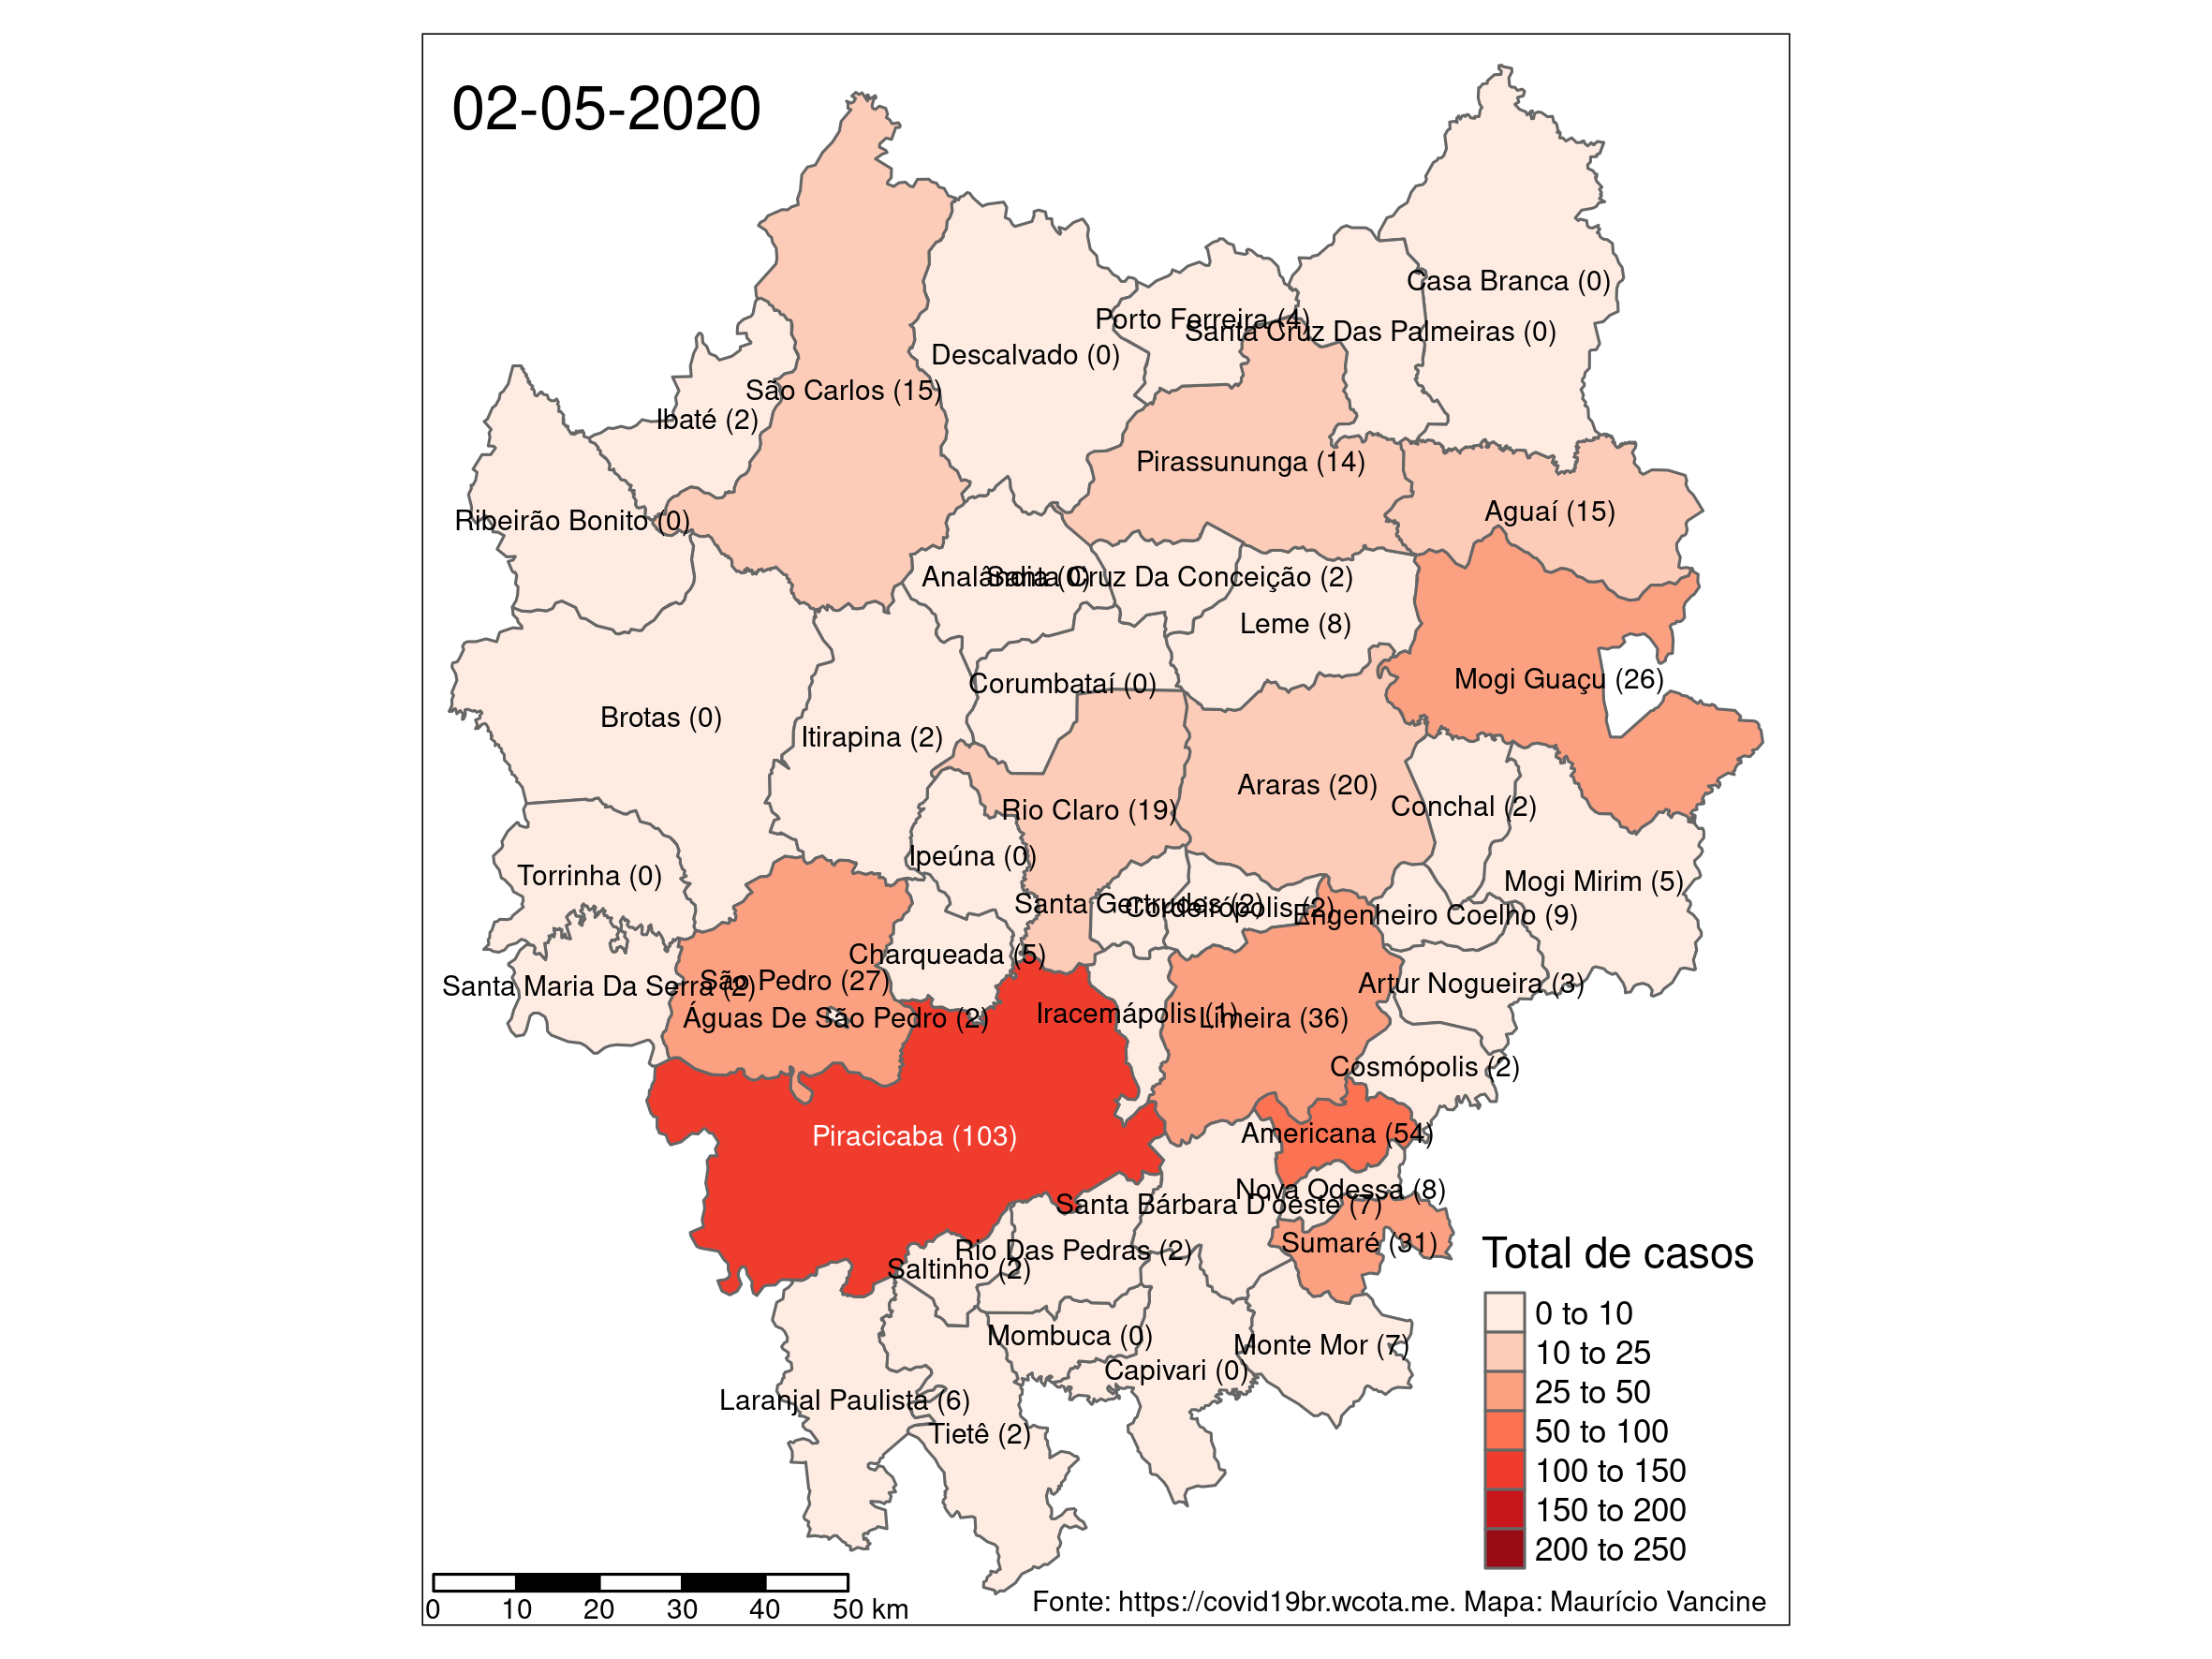 02-05-2020
Casa Branca (0)
Porto Ferreira (4)
Santa Cruz Das Palmeiras (0)
Descalvado (0)
São Carlos (15)
Ibaté (2)
Pirassununga (14)
Aguaí (15)
Ribeirão Bonito (0)
Analândia (0)
Santa Cruz Da Conceição (2)
Leme (8)
Mogi Guaçu (26)
Corumbataí (0)
Brotas (0)
Itirapina (2)
Araras (20)
Conchal (2)
Rio Claro (19)
Ipeúna (0)
Torrinha (0)
Mogi Mirim (5)
Santa Gertrudes (2)
Cordeirópolis (2)
Engenheiro Coelho (9)
Charqueada (5)
São Pedro (27)
Santa Maria Da Serra (2)
Artur Nogueira (3)
Águas De São Pedro (2)
Iracemápolis (1)
Limeira (36)
Cosmópolis (2)
Piracicaba (103)
Americana (54)
Nova Odessa (8)
Santa Bárbara D'oeste (7)
Sumaré (31)
Rio Das Pedras (2)
Saltinho (2)
Mombuca (0)
Monte Mor (7)
Capivari (0)
Laranjal Paulista (6)
Tietê (2)
Total de casos
0 to 10
10 to 25
25 to 50
50 to 100
100 to 150
150 to 200
200 to 250
0 10 20 30 40 50 km
Fonte: https://covid19br.wcota.me. Mapa: Maurício Vancine